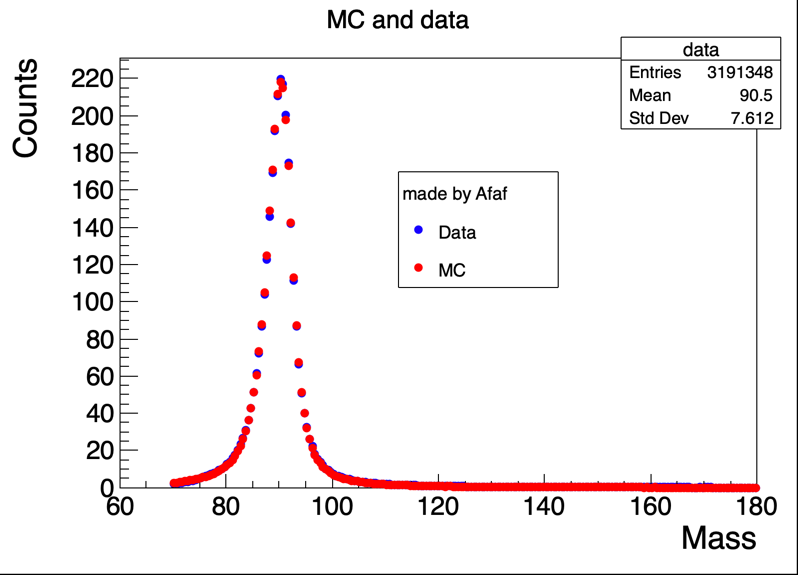 MC and data
data
Entries 3191348
Mean 90.5
Std Dev 7.612
Counts
220
200
180
160
140
120
100
80
60
40
20
0
made by Afaf
Data
MC
60 80 100 120 140 160 180
Mass